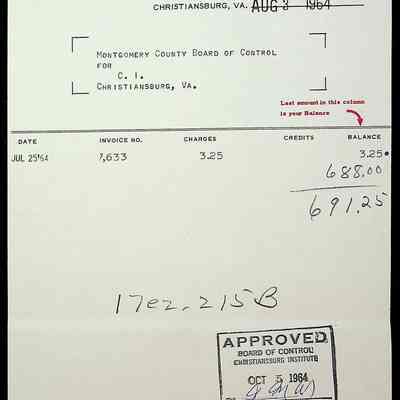 CHRISTIANSBURG, VA. AUG 3 1964
MONTGOMERY COUNTY BOARD OF CONTROL
FOR
C. I.
CHRISTIANSBURG, VA.
Last amount in this column
is your Balance
DATE INVOICE NO. CHARGES CREDITS BALANCE
JUL 25'64 7,633 3.25 3.25
688.00
691.25
17e2.215B
APPROVED
BOARD OF CONTROL
CHRISTIANSBURG INSTITUTE
OCT 5 1964